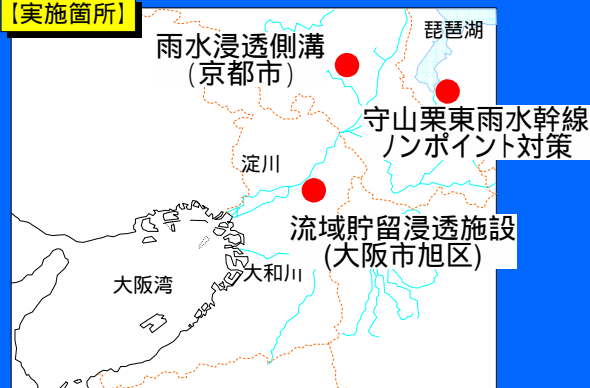 【実施箇所】
琵琶湖
雨水浸透側溝
(京都市)
守山栗東雨水幹線
ノンポイント対策
淀川
流域貯留浸透施設
(大阪市旭区)
大和川
大阪湾